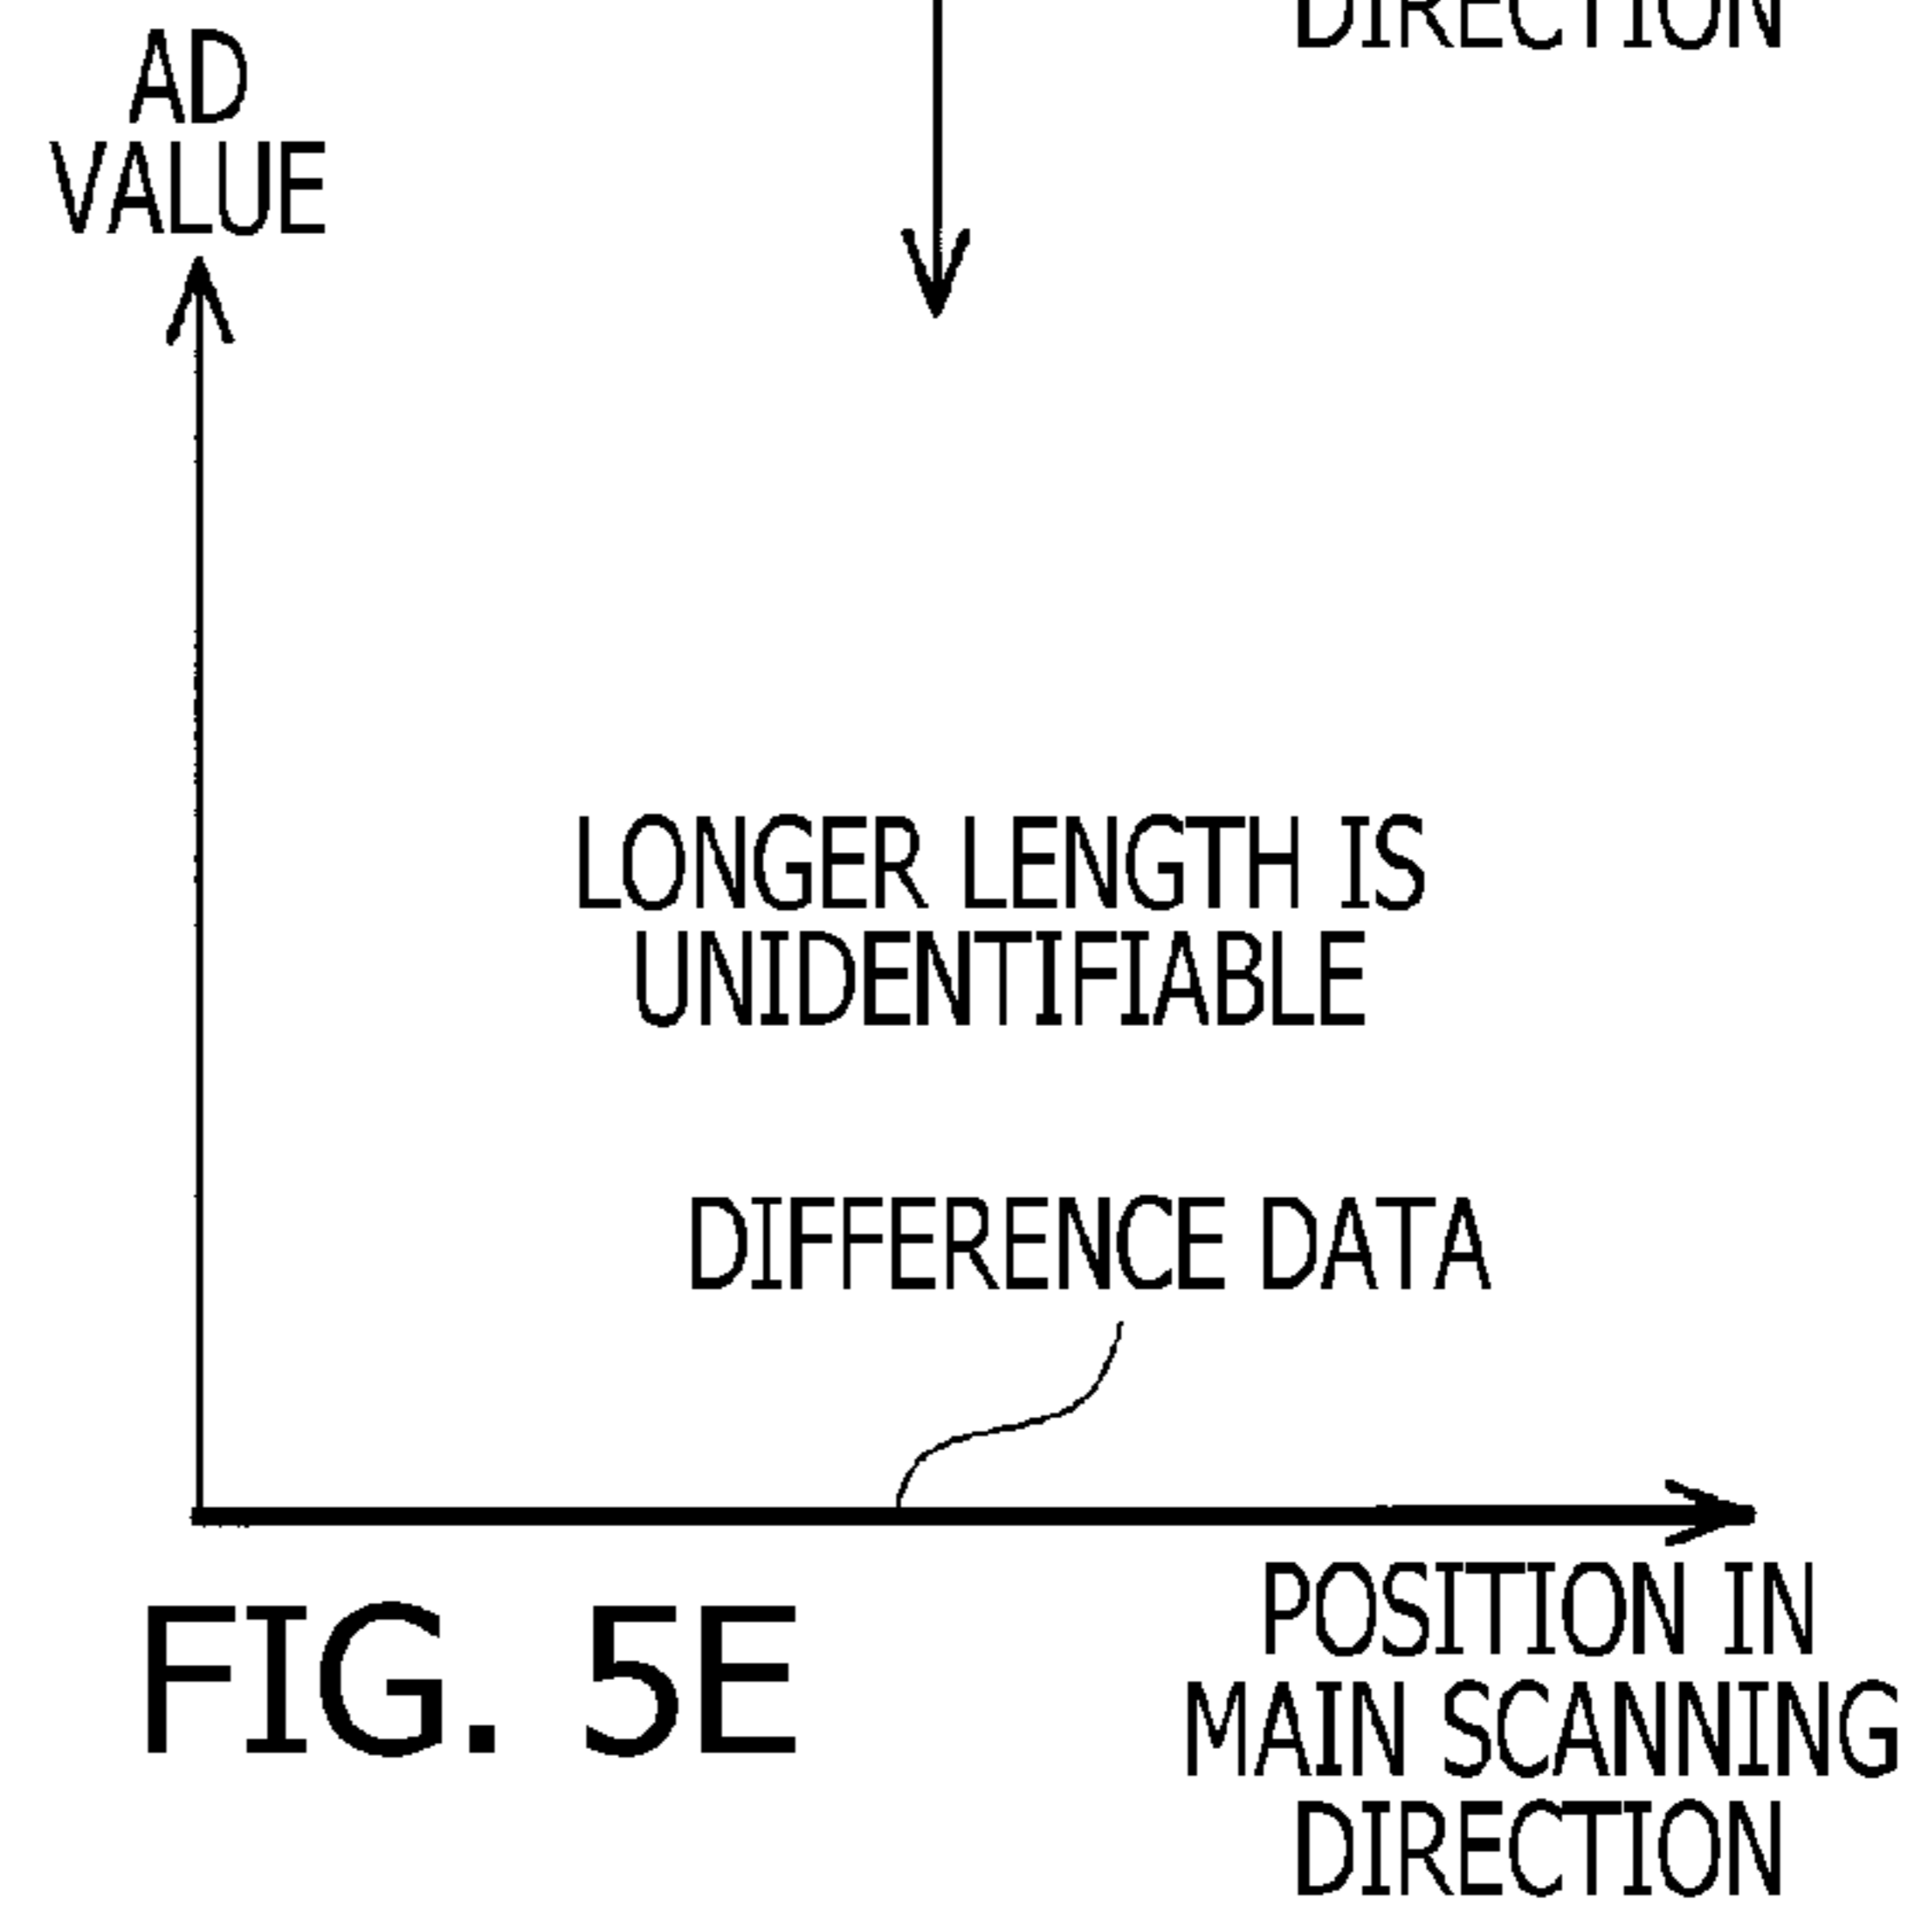 DIRECTION
AD
VALUE
LONGER LENGTH IS
UNIDENTIFIABLE
DIFFERENCE DATA
POSITION IN
MAIN SCANNING
DIRECTION
FIG. 5E